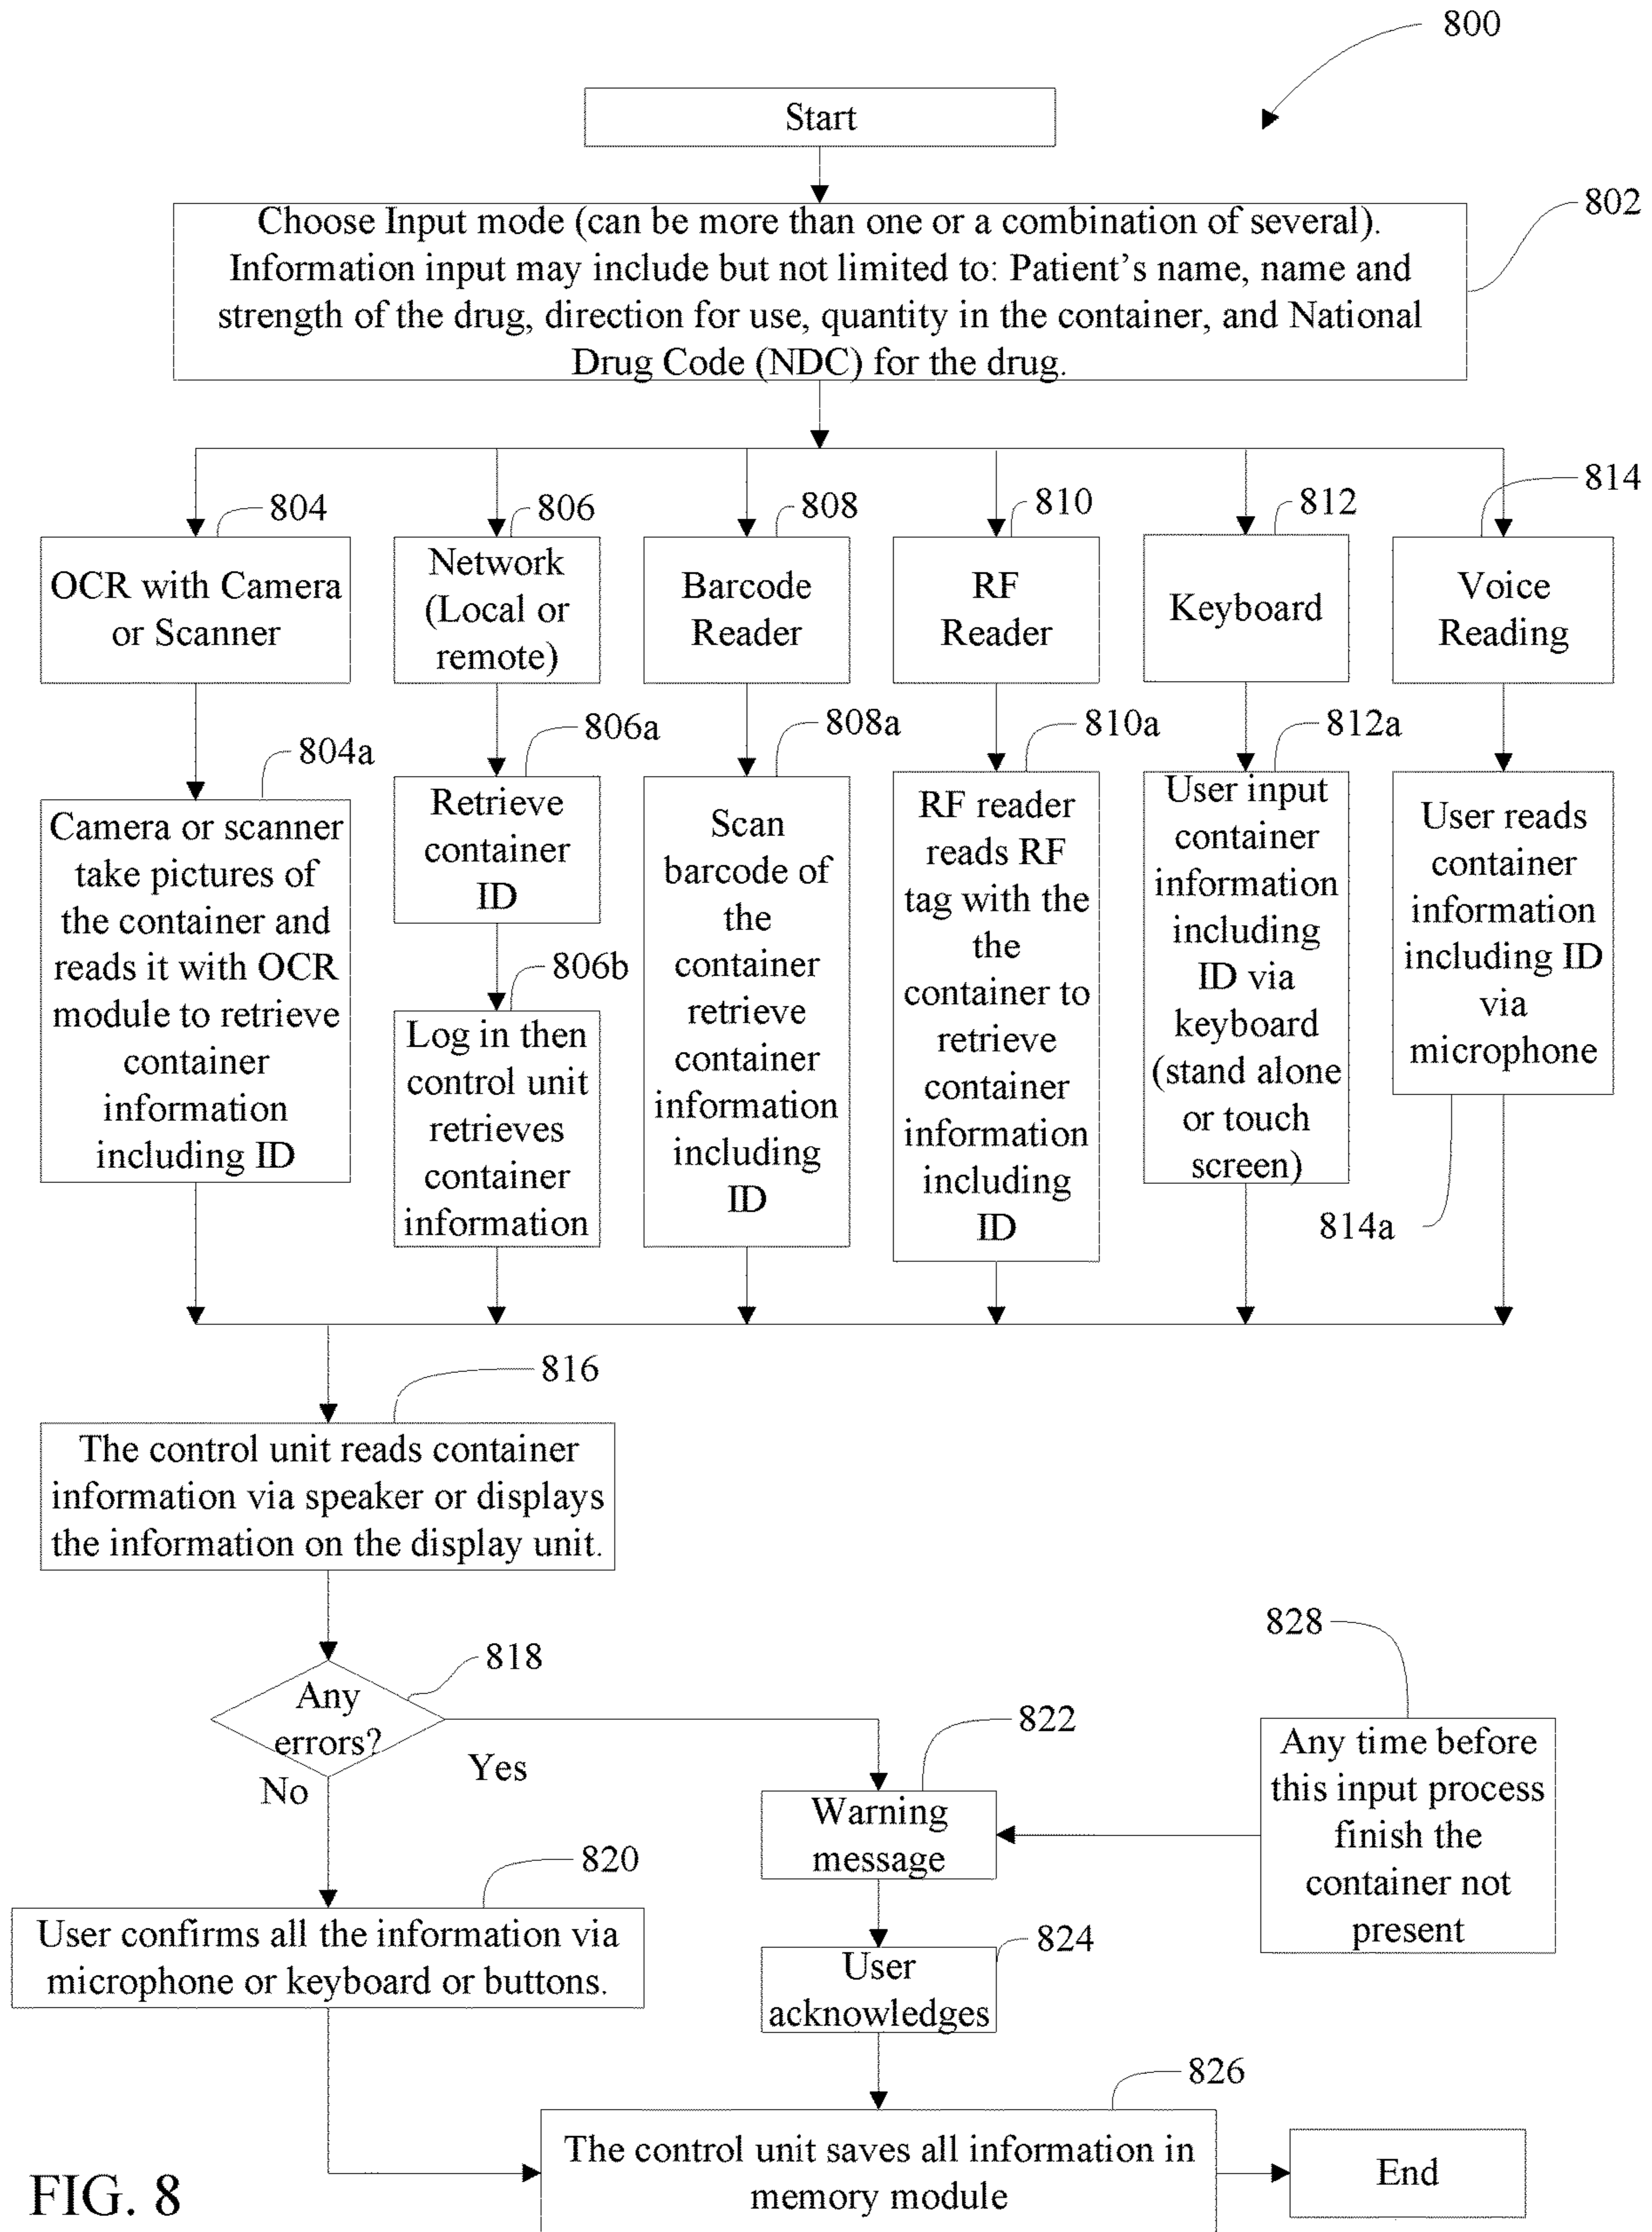 800
Start
802
Choose Input mode (can be more than one or a combination of several).
Information input may include but not limited to: Patient's name, name and
strength of the drug, direction for use, quantity in the container, and National
Drug Code (NDC) for the drug.
804
OCR with Camera
or Scanner
806
Network
(Local or
remote)
808
Barcode
Reader
810
RF
Reader
812
Keyboard
814
Voice
Reading
804a
Camera or scanner
take pictures of
the container and
reads it with OCR
module to retrieve
container
information
including ID
806a
Retrieve
container
ID
806b
Log in then
control unit
retrieves
container
information
808a
Scan
barcode of
the
container
retrieve
container
information
including
ID
810a
RF reader
reads RF
tag with the
the
container to
retrieve
container
information
including
ID
812a
User input
container
information
including
ID via
keyboard
(stand alone
or touch
screen)
User reads
container
information
including ID
via
microphone
814a
816
The control unit reads container
information via speaker or displays
the information on the display unit.
818
Any
errors?
No
Yes
820
User confirms all the information via
microphone or keyboard or buttons.
822
Warning
message
824
User
acknowledges
828
Any time before
this input process
finish the
container not
present
826
The control unit saves all information in
memory module
End
FIG. 8